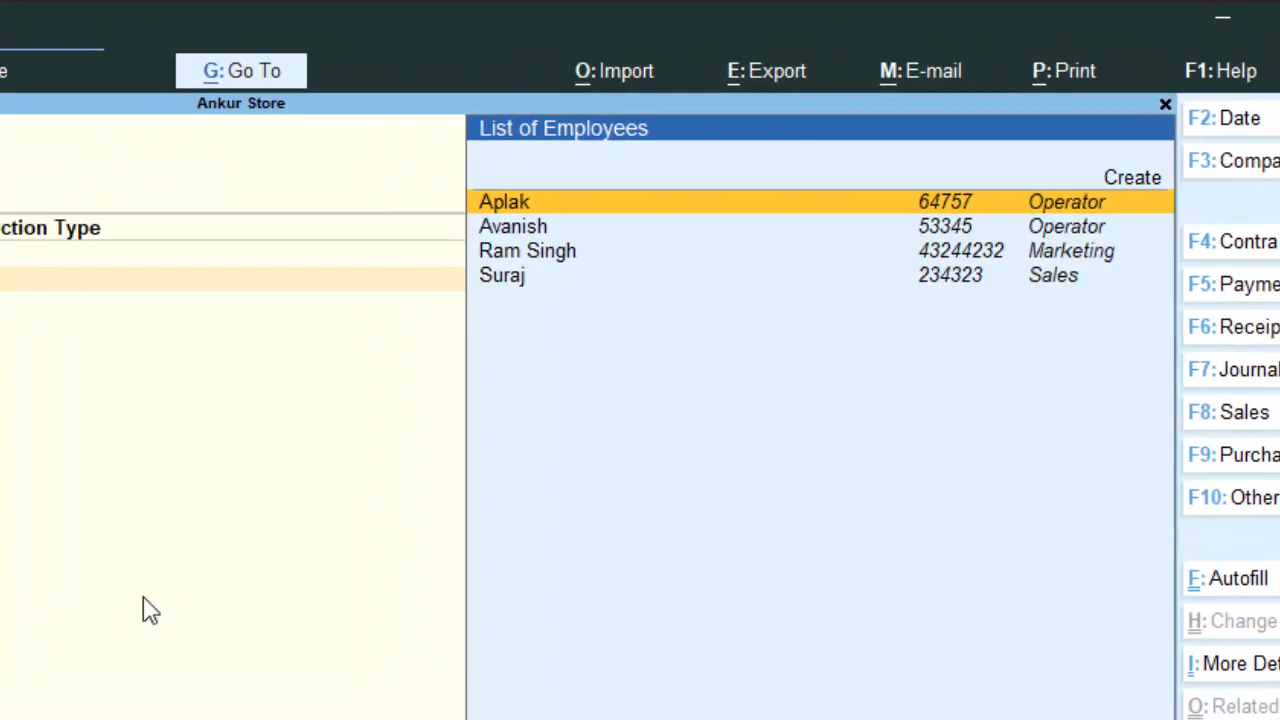 e G: Go To O: Import E: Export M: E-mail P: Print F1: Help
Ankur Store
List of Employees
Create
Aplak 64757 Operator
Avanish 53345 Operator
Ram Singh 43244232 Marketing
Suraj 234323 Sales
ction Type
F2: Date
F3: Compa
F4: Contra
F5: Payme
F6: Receip
F7: Journal
F8: Sales
F9: Purcha
F10: Other
F: Autofill
H: Change
I: More Det
O: Related